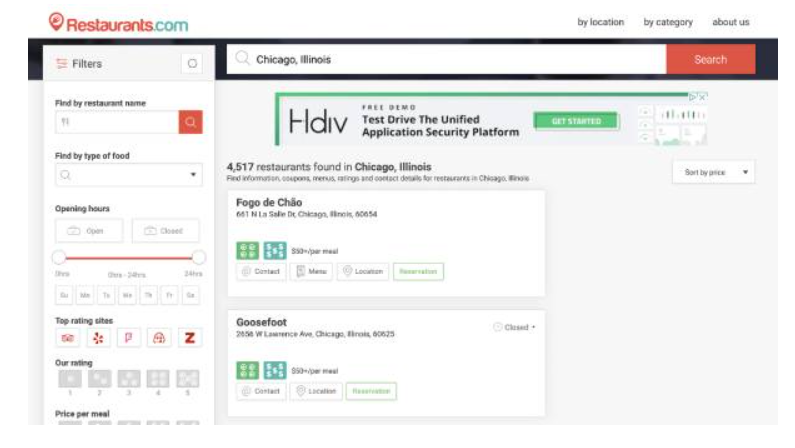 Restaurants.com
by location by category about us
Filters
Chicago, Illinois
Search
Find by restaurant name
Find by type of food
Opening hours
Open Closed
0hrs 0hrs - 24hrs 24hrs
Su Mo Tu We Th Fr Sa
Top rating sites
Z
Our rating
1 2 3 4 5
Price per meal
Hdiv
FREE DEMO
Test Drive The Unified
Application Security Platform
GET STARTED
4,517 restaurants found in Chicago, Illinois
Find information, coupons, menus, ratings and contact details for restaurants in Chicago, Illinois
Sort by price
Fogo de Chão
661 N La Salle Dr, Chicago, Illinois, 60654
$50+/per meal
Contact Menu Location Reservation
Goosefoot
2656 W Lawrence Ave, Chicago, Illinois, 60625
Closed
$50+/per meal
Contact Location Reservation